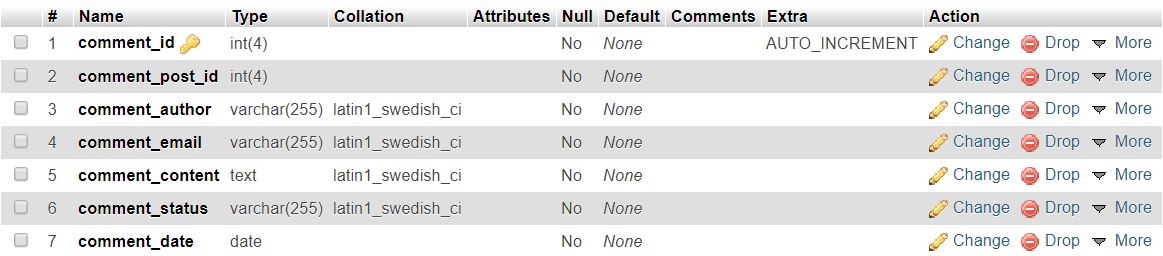 # Name Type Collation Attributes Null Default Comments Extra Action
1 comment_id int(4) No None AUTO_INCREMENT Change Drop More
2 comment_post_id int(4) No None Change Drop More
3 comment_author varchar(255) latin1_swedish_ci No None Change Drop More
4 comment_email varchar(255) latin1_swedish_ci No None Change Drop More
5 comment_content text latin1_swedish_ci No None Change Drop More
6 comment_status varchar(255) latin1_swedish_ci No None Change Drop More
7 comment_date date No None Change Drop More